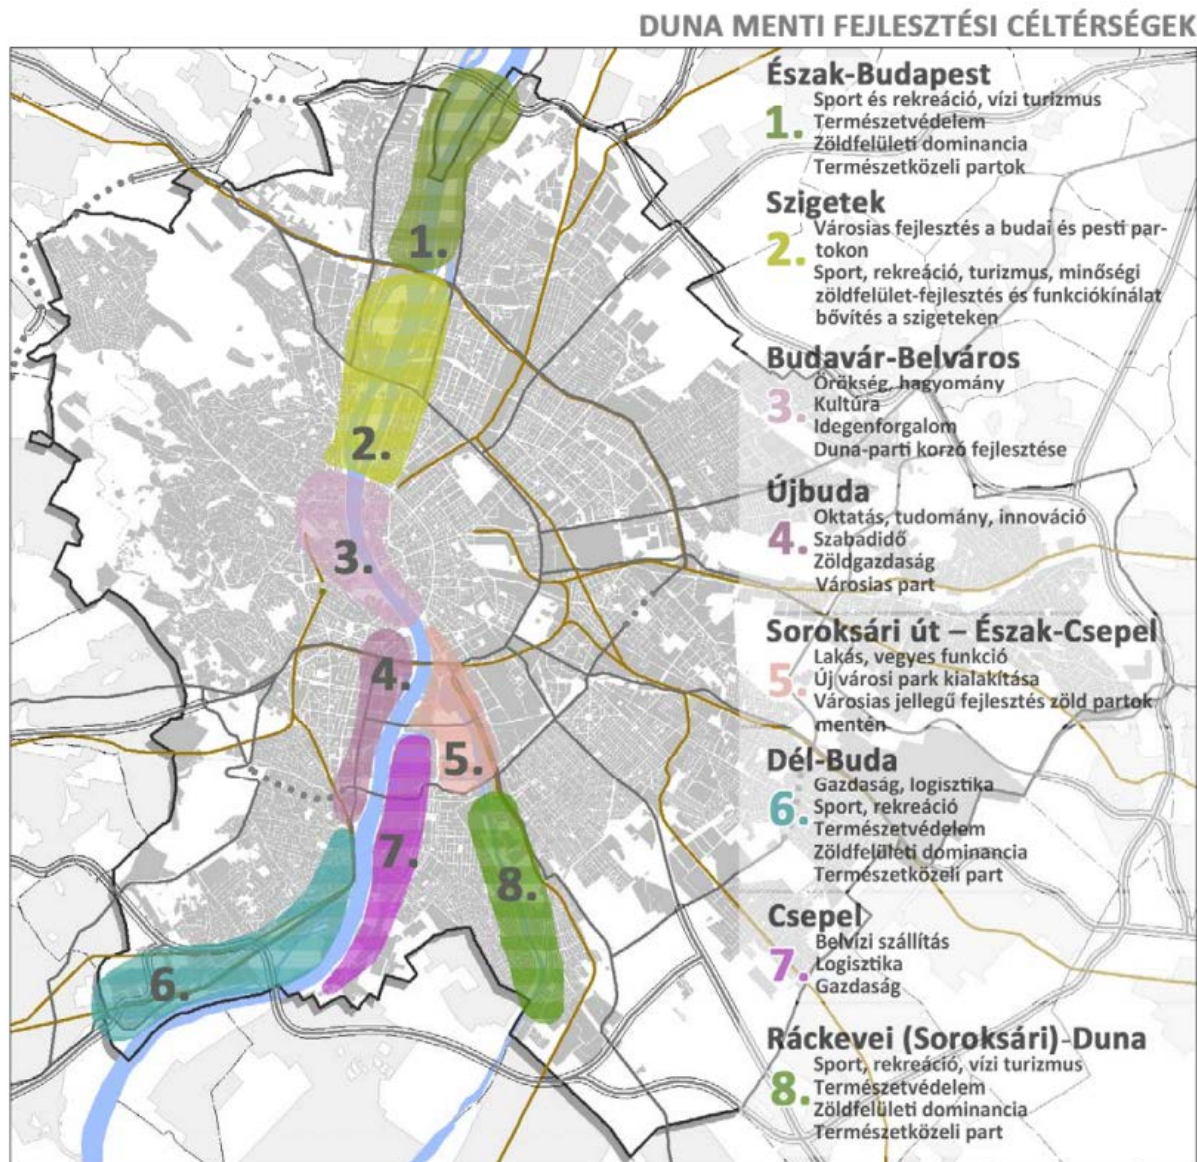 DUNA MENTI FEJLESZTÉSI CÉLTÉRSÉGEK
Észak-Budapest
1.
Sport és rekreáció, vízi turizmus
Természetvédelem
Zöldfelületi dominancia
Természetközeli partok
Szigetek
2.
Városias fejlesztés a budai és pesti par-
tokon
Sport, rekreáció, turizmus, minőségi
zöldfelület-fejlesztés és funkciókínálat
bővítés a szigeteken
Budavár-Belváros
3.
Örökség, hagyomány
Kultúra
Idegenforgalom
Duna-parti korzó fejlesztése
Újbuda
4.
Oktatás, tudomány, innováció
Szabadidő
Zöldgazdaság
Városias part
Soroksári út – Észak-Csepel
5.
Lakás, vegyes funkció
Új városi park kialakítása
Városias jellegű fejlesztés zöld partok
mentén
Dél-Buda
6.
Gazdaság, logisztika
Sport, rekreáció
Természetvédelem
Zöldfelületi dominancia
Természetközeli part
Csepel
7.
Belvízi szállítás
Logisztika
Gazdaság
Ráckevei (Soroksári)-Duna
8.
Sport, rekreáció, vízi turizmus
Természetvédelem
Zöldfelületi dominancia
Természetközeli part
1.
2.
3.
4.
5.
7.
8.
6.